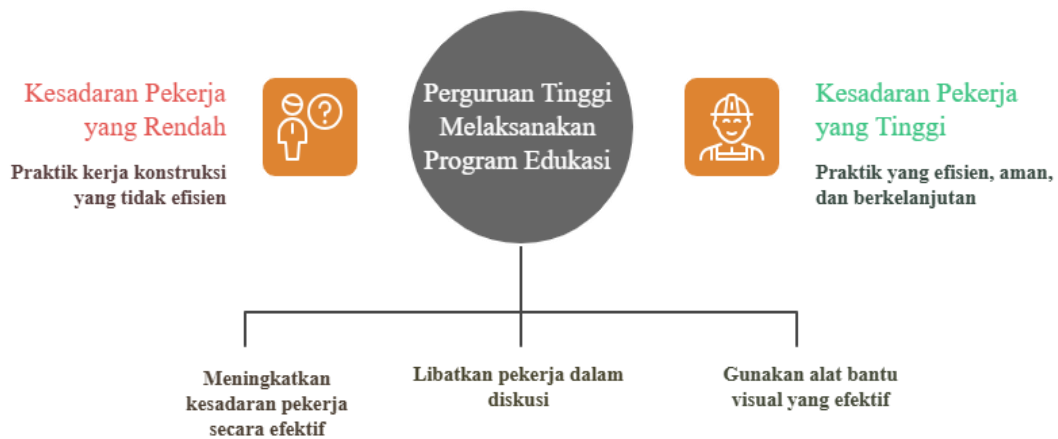 Kesadaran Pekerja
yang Rendah
Praktik kerja konstruksi
yang tidak efisien
Perguruan Tinggi
Melaksanakan
Program Edukasi
Kesadaran Pekerja
yang Tinggi
Praktik yang efisien, aman,
dan berkelanjutan
Meningkatkan
kesadaran pekerja
secara efektif
Libatkan pekerja dalam
diskusi
Gunakan alat bantu
visual yang efektif